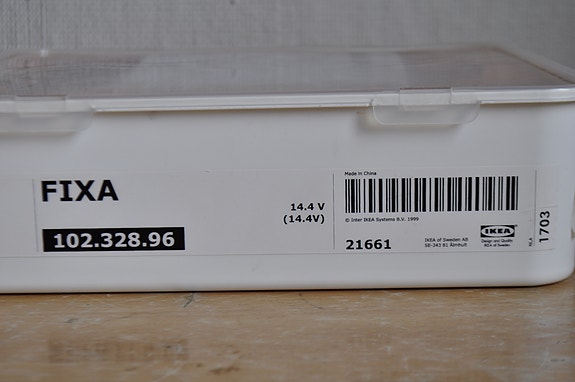 FIXA
14.4 V
(14.4V)
102.328.96
Made in China
© Inter IKEA Systems B.V. 1999
21661
IKEA of Sweden AB
SE-343 81 Älmhult
IKEA
Design and Quality
IKEA of Sweden
1703